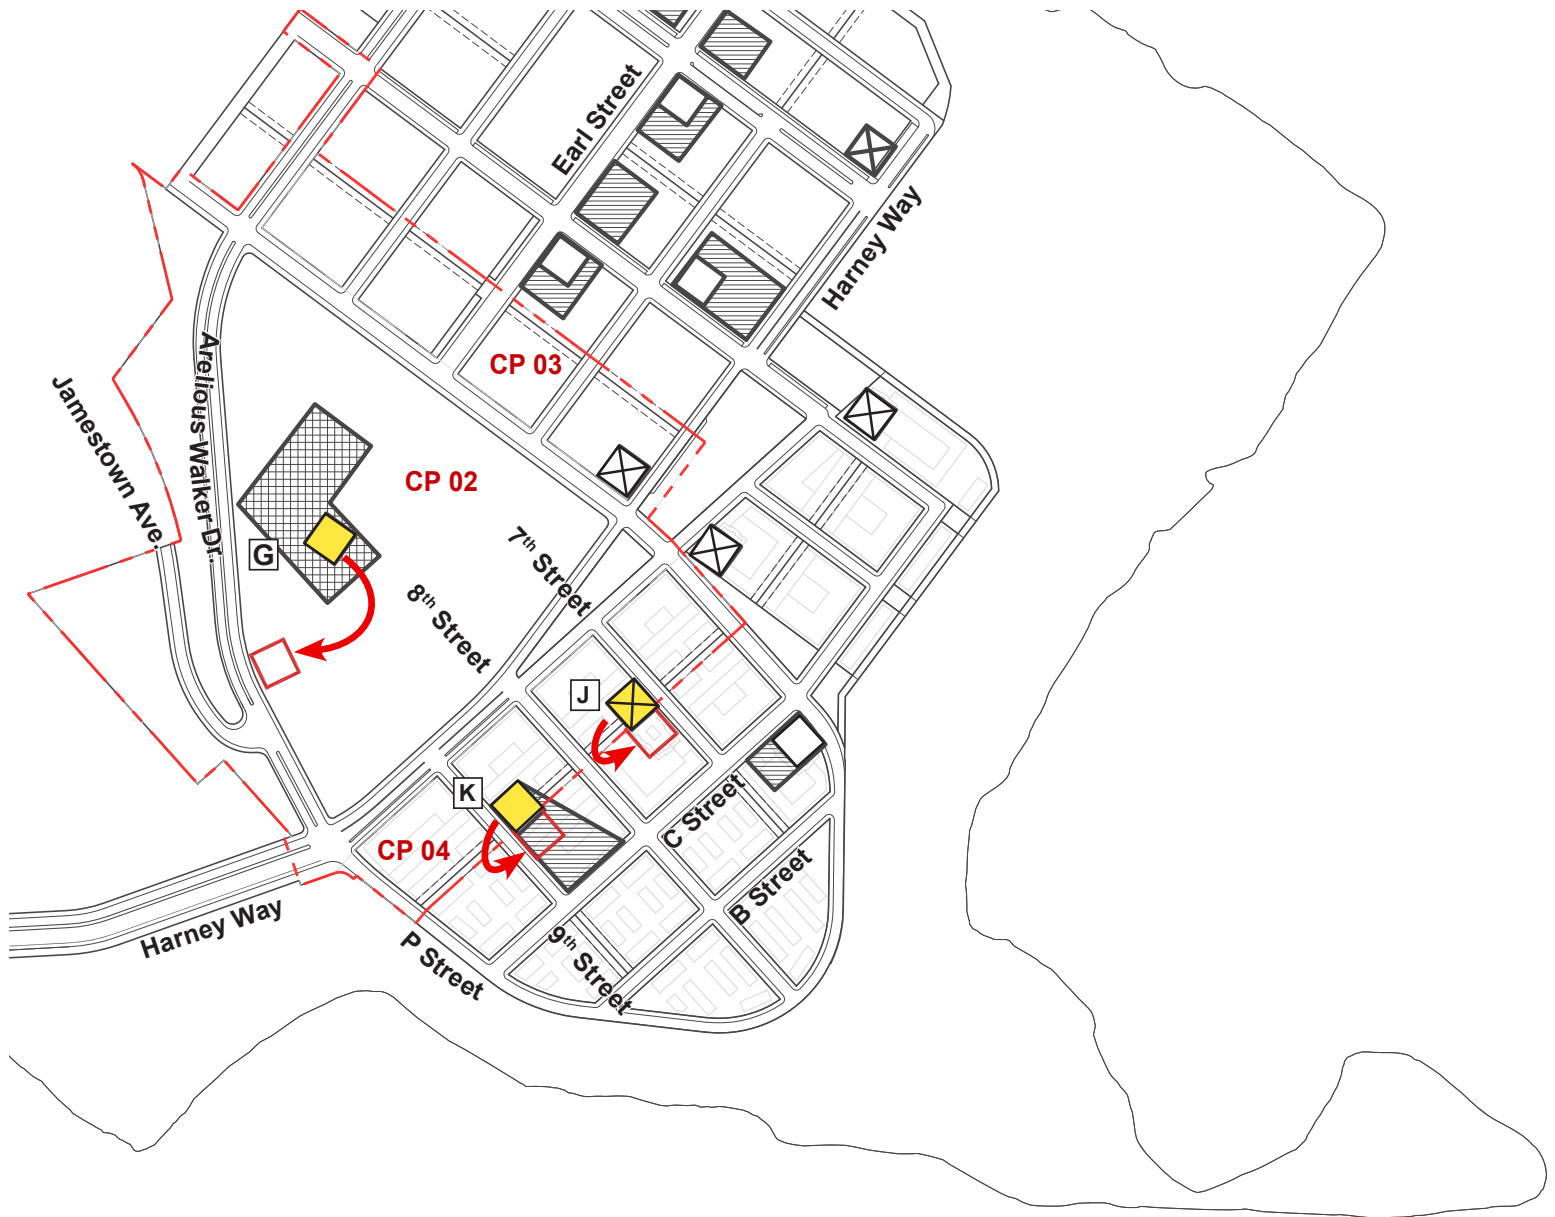 Earl Street
Harney Way
CP 03
Arelious Walker Dr.
Jamestown Ave.
CP 02
G
7th Street
8th Street
J
K
C Street
CP 04
B Street
Harney Way
P Street
9th Street